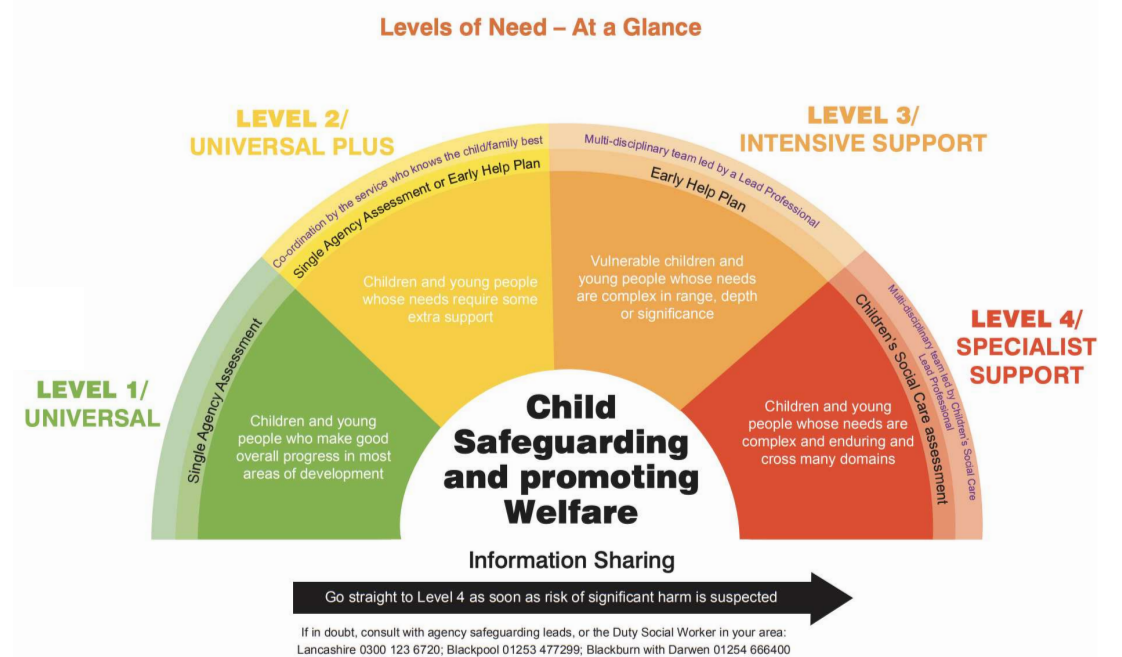 Levels of Need – At a Glance
LEVEL 1/
UNIVERSAL
Single Agency Assessment
Children and young
people who make good
overall progress in most
areas of development
LEVEL 2/
UNIVERSAL PLUS
Co-ordination by the service who knows the child/family best
Single Agency Assessment or Early Help Plan
Children and young people
whose needs require some
extra support
LEVEL 3/
INTENSIVE SUPPORT
Multi-disciplinary team led by a Lead Professional
Early Help Plan
Vulnerable children and
young people whose needs
are complex in range, depth
or significance
LEVEL 4/
SPECIALIST
SUPPORT
Multi-disciplinary team led by Children's Social Care
Lead Professional
Children's Social Care assessment
Children and young
people whose needs are
complex and enduring and
cross many domains
Child
Safeguarding
and promoting
Welfare
Information Sharing
Go straight to Level 4 as soon as risk of significant harm is suspected
If in doubt, consult with agency safeguarding leads, or the Duty Social Worker in your area:
Lancashire 0300 123 6720; Blackpool 01253 477299; Blackburn with Darwen 01254 666400